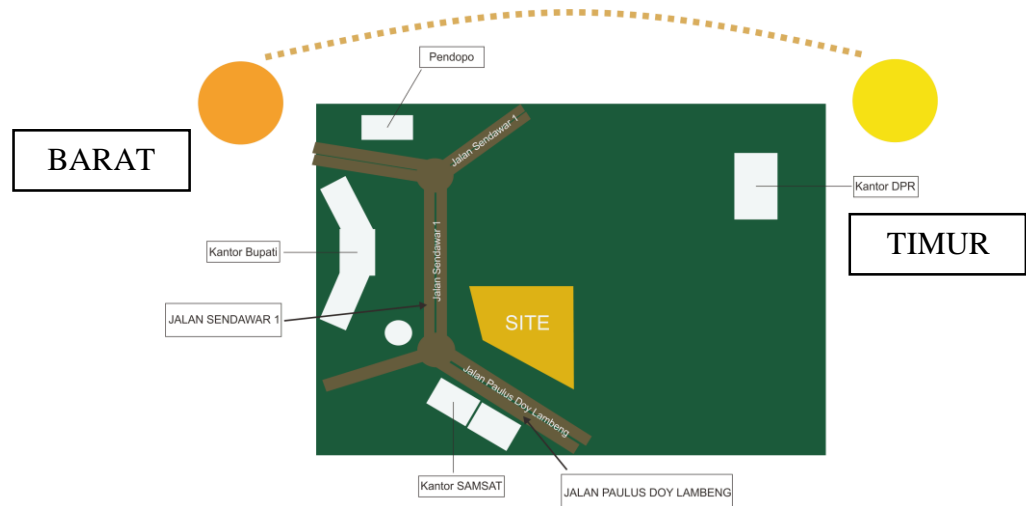 Pendopo
BARAT
Jalan Sendawar 1
Kantor DPR
TIMUR
Kantor Bupati
Jalan Sendawar 1
JALAN SENDAWAR 1
SITE
Jalan Paulus Doy Lambeng
Kantor SAMSAT
JALAN PAULUS DOY LAMBENG